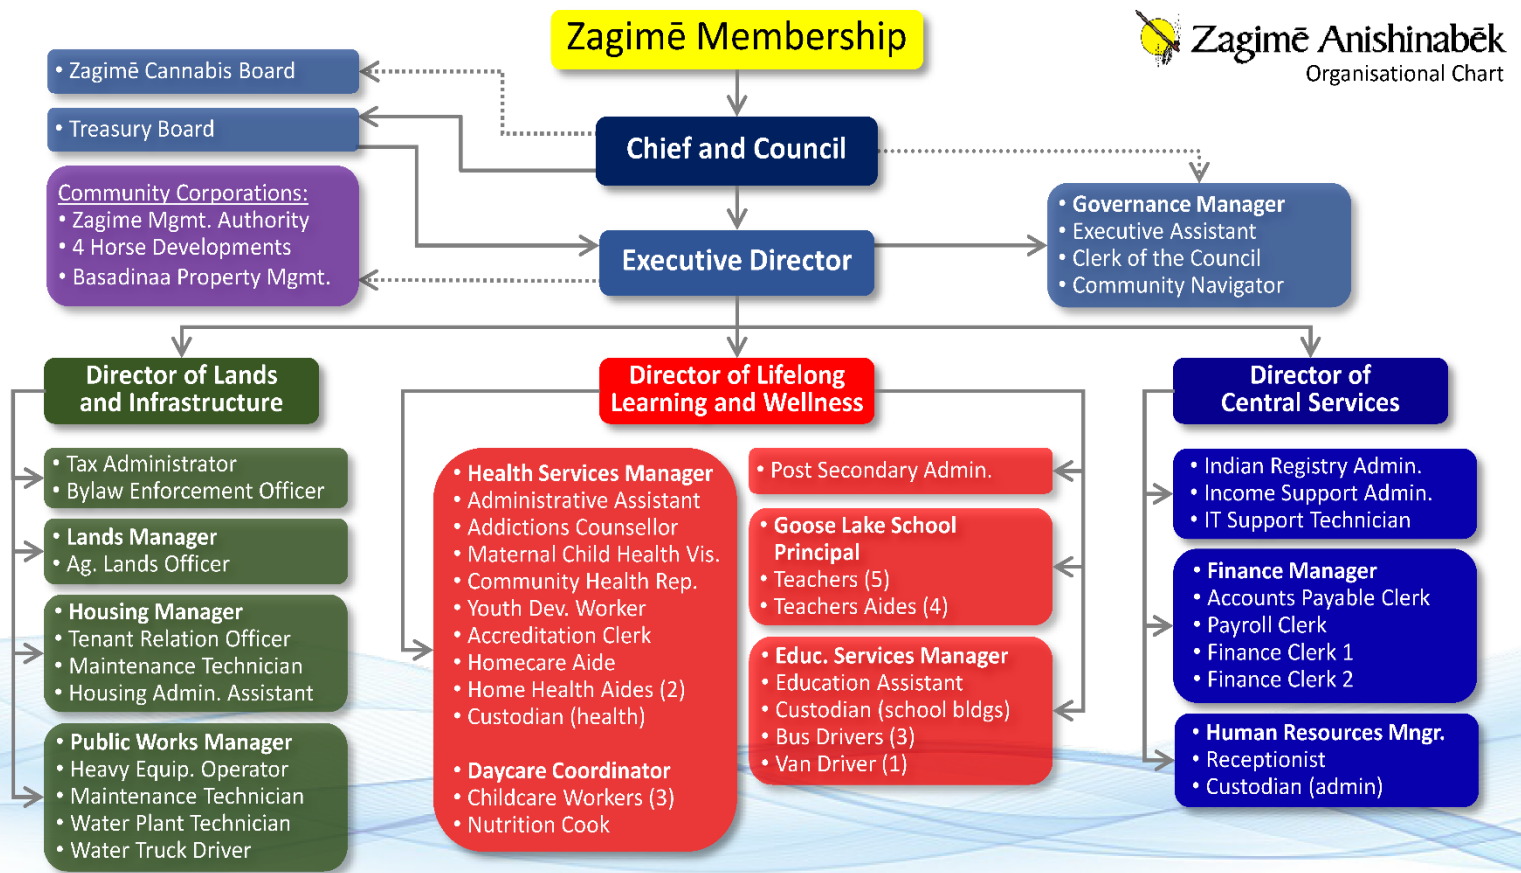 Zagimē Membership
Zagimē Anishinabēk
Organisational Chart
• Zagimē Cannabis Board
• Treasury Board
Chief and Council
Community Corporations:
• Zagime Mgmt. Authority
• 4 Horse Developments
• Basadinaa Property Mgmt.
Executive Director
• Governance Manager
• Executive Assistant
• Clerk of the Council
• Community Navigator
Director of Lands
and Infrastructure
• Tax Administrator
• Bylaw Enforcement Officer
• Lands Manager
• Ag. Lands Officer
• Housing Manager
• Tenant Relation Officer
• Maintenance Technician
• Housing Admin. Assistant
• Public Works Manager
• Heavy Equip. Operator
• Maintenance Technician
• Water Plant Technician
• Water Truck Driver
Director of Lifelong
Learning and Wellness
• Health Services Manager
• Administrative Assistant
• Addictions Counsellor
• Maternal Child Health Vis.
• Community Health Rep.
• Youth Dev. Worker
• Accreditation Clerk
• Homecare Aide
• Home Health Aides (2)
• Custodian (health)
• Daycare Coordinator
• Childcare Workers (3)
• Nutrition Cook
• Post Secondary Admin.
• Goose Lake School
Principal
• Teachers (5)
• Teachers Aides (4)
• Educ. Services Manager
• Education Assistant
• Custodian (school bldgs)
• Bus Drivers (3)
• Van Driver (1)
Director of
Central Services
• Indian Registry Admin.
• Income Support Admin.
• IT Support Technician
• Finance Manager
• Accounts Payable Clerk
• Payroll Clerk
• Finance Clerk 1
• Finance Clerk 2
• Human Resources Mngr.
• Receptionist
• Custodian (admin)